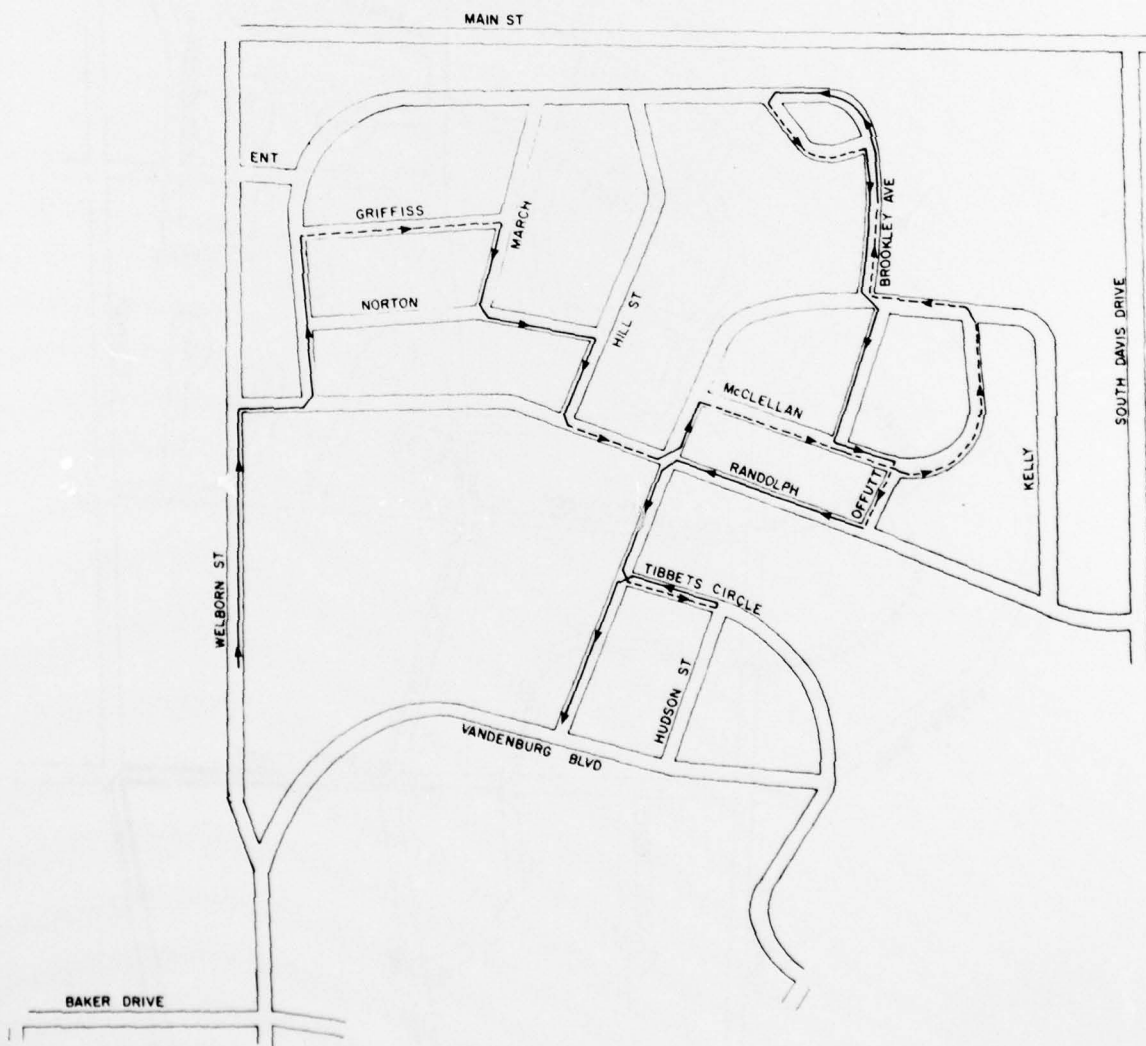 MAIN ST
ENT
GRIFFISS
MARCH
BROOKLEY AVE
NORTON
HILL ST
SOUTH DAVIS DRIVE
McCLELLAN
RANDOLPH
OFFUTT
KELLY
WELBORN ST
TIBBETS CIRCLE
HUDSON ST
VANDENBURG BLVD
BAKER DRIVE